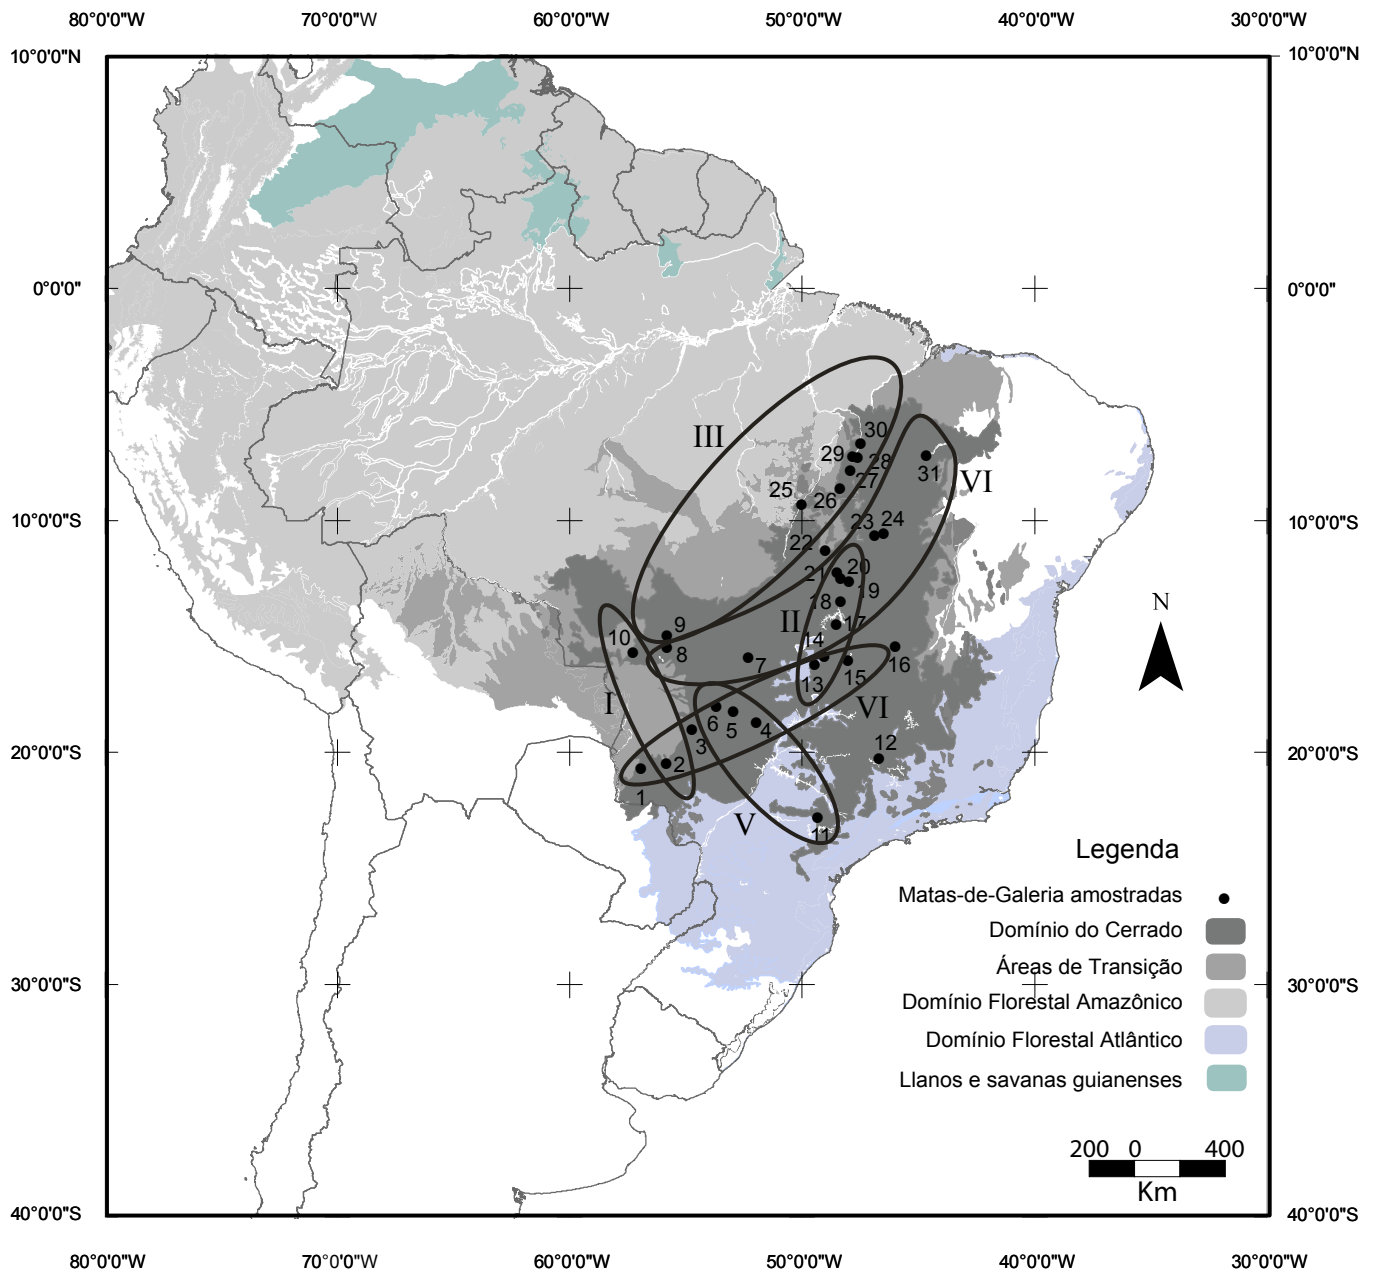 80°0'0"W 70°0'0"W 60°0'0"W 50°0'0"W 40°0'0"W 30°0'0"W
10°0'0"N 10°0'0"N
0°0'0" 0°0'0"
III
30
29 28
31
VI
27
25
26
10°0'0"S 10°0'0"S
23 24
22
21 20
19
18
N
II 17
9
10 14
8 7 16
13 15
I VI
6 5 4
3
12
20°0'0"S 20°0'0"S
2
1
V 11
Legenda
Matas-de-Galeria amostradas
Domínio do Cerrado
Áreas de Transição
30°0'0"S 30°0'0"S
Domínio Florestal Amazônico
Domínio Florestal Atlântico
Llanos e savanas guianenses
200 0 400
Km
40°0'0"S 40°0'0"S
80°0'0"W 70°0'0"W 60°0'0"W 50°0'0"W 40°0'0"W 30°0'0"W